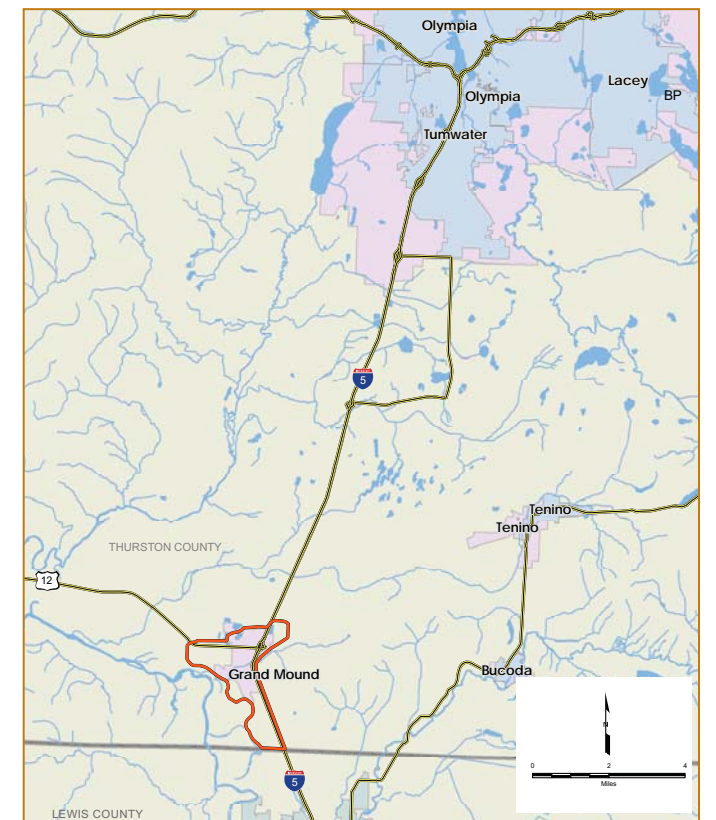 Olympia
Lacey
BP
Olympia
Tumwater
5
Tenino
Tenino
THURSTON COUNTY
12
Grand Mound
Bucoda
N
0 2 4
Miles
5
LEWIS COUNTY